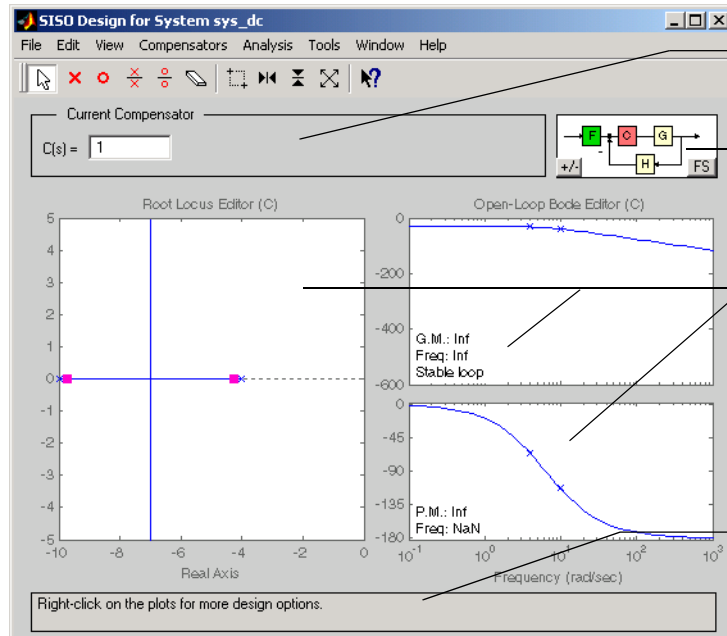 SISO Design for System sys_dc
File Edit View Compensators Analysis Tools Window Help
Current Compensator
C(s) = 1
F C G
H
+/- FS
Root Locus Editor (C)
5
4
3
2
1
0
-1
-2
-3
-4
-5
-10 -8 -6 -4 -2 0
Real Axis
Open-Loop Bode Editor (C)
0
-200
-400
-600
G.M.: Inf
Freq: Inf
Stable loop
0
-45
-90
-135
-180
P.M.: Inf
Freq: NaN
10^-1 10^0 10^1 10^2 10^3
Frequency (rad/sec)
Right-click on the plots for more design options.